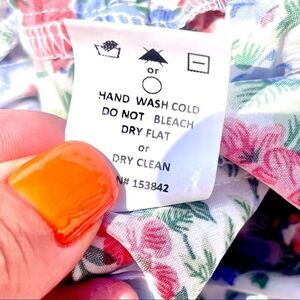 or
HAND WASH COLD
DO NOT BLEACH
DRY FLAT
or
DRY CLEAN
N# 153842